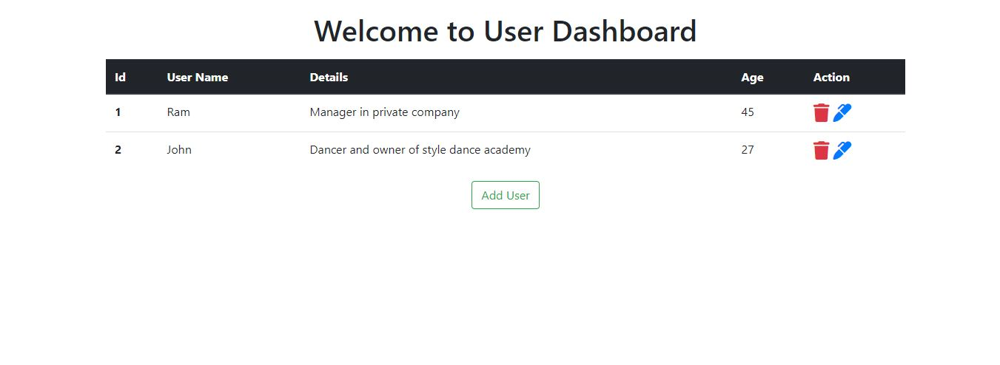 Welcome to User Dashboard
Id User Name Details Age Action
1 Ram Manager in private company 45
2 John Dancer and owner of style dance academy 27
Add User